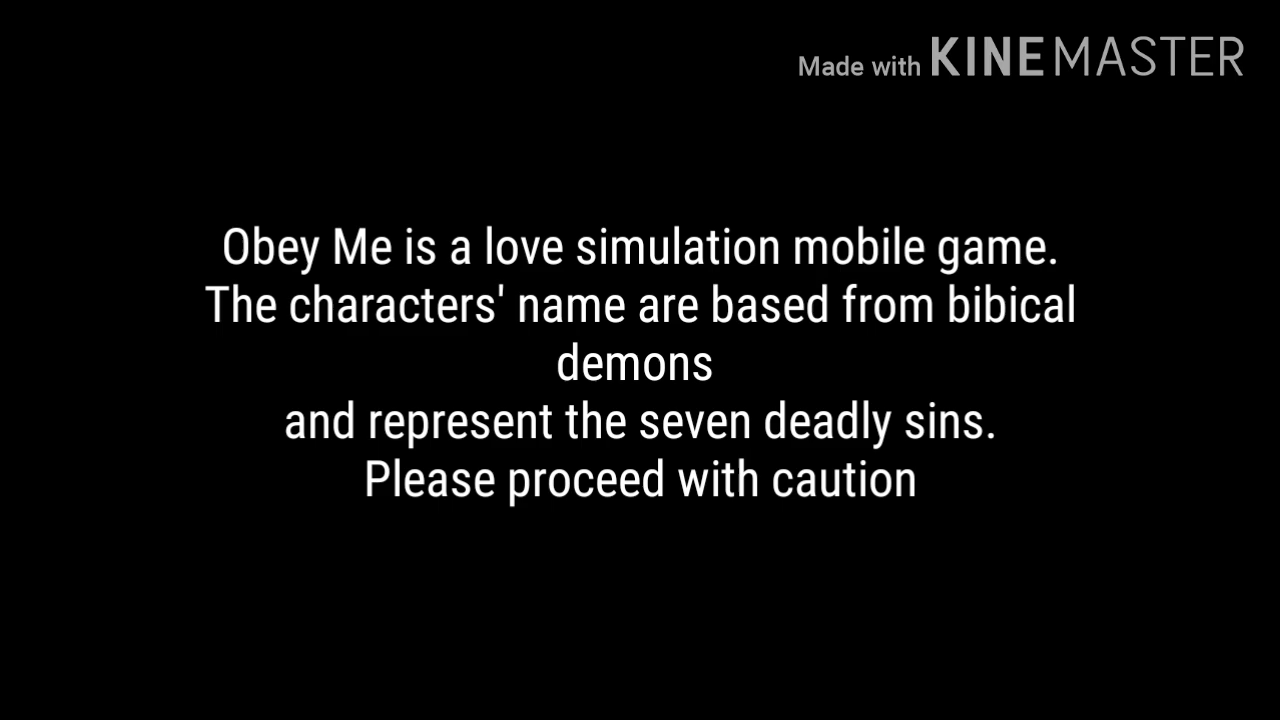 Made with KINEMASTER
Obey Me is a love simulation mobile game.
The characters' name are based from bibical
demons
and represent the seven deadly sins.
Please proceed with caution